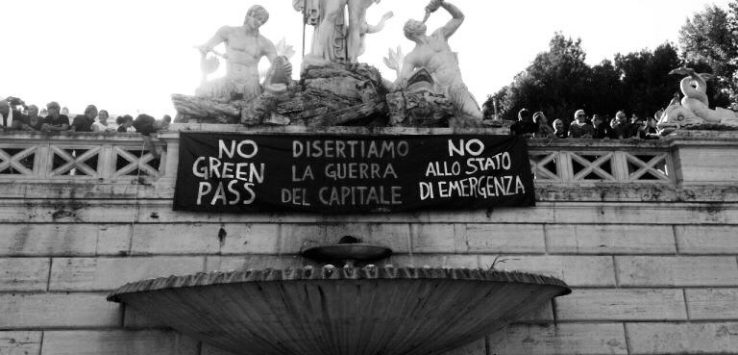 NO
GREEN
PASS
DISERTIAMO
LA GUERRA
DEL CAPITALE
NO
ALLO STATO
DI EMERGENZA